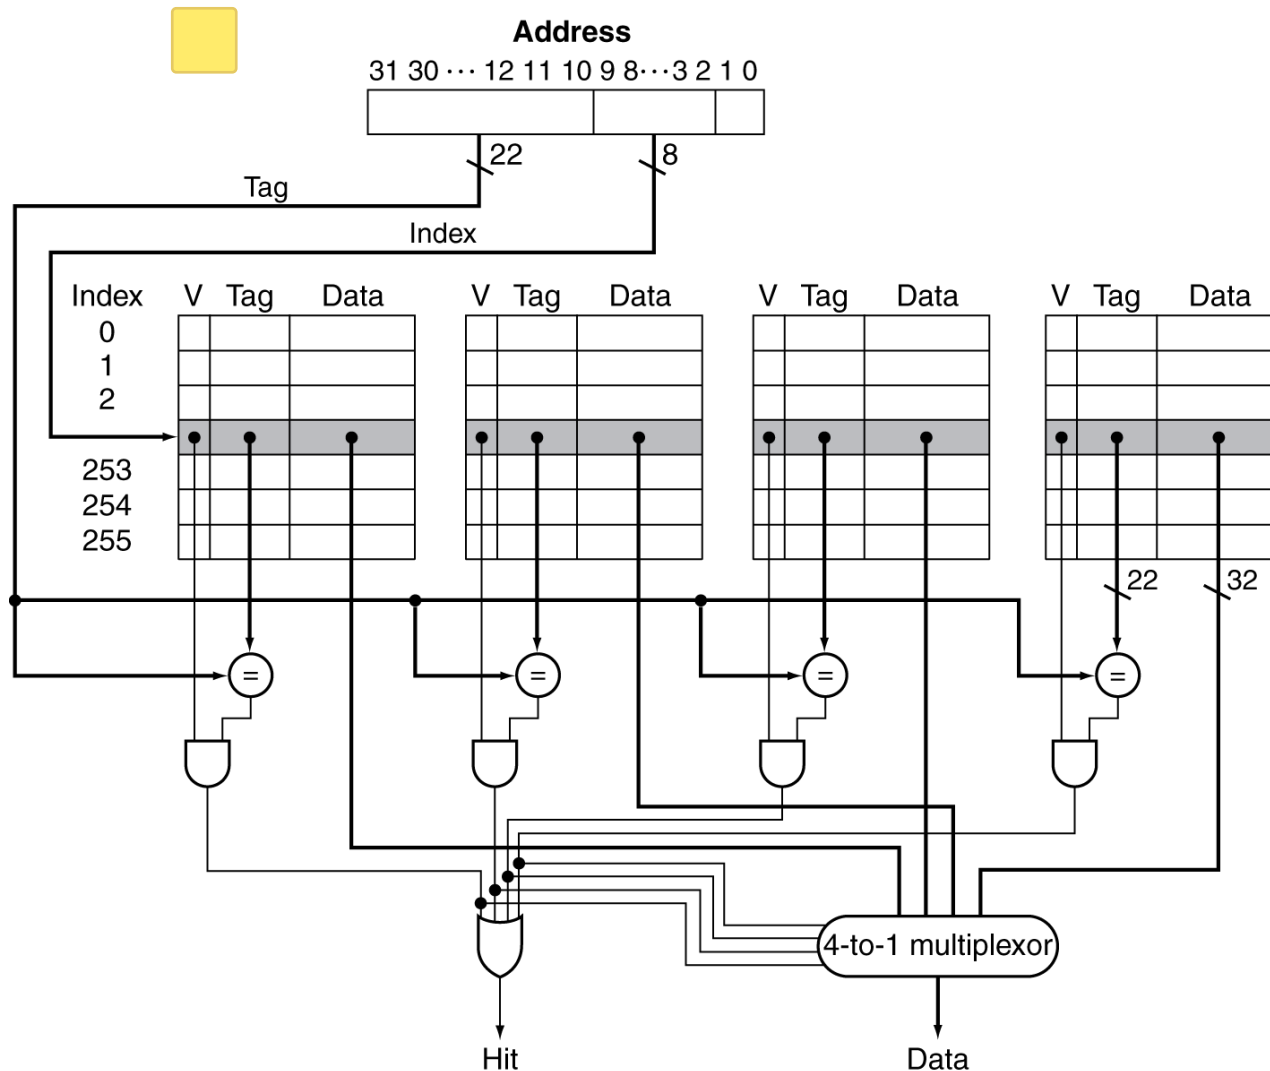 Address
31 30 ··· 12 11 10 9 8···3 2 1 0
22
8
Tag
Index
Index V Tag Data V Tag Data V Tag Data V Tag Data
0
1
2
253
254
255
22 32
= = = =
4-to-1 multiplexor
Hit Data